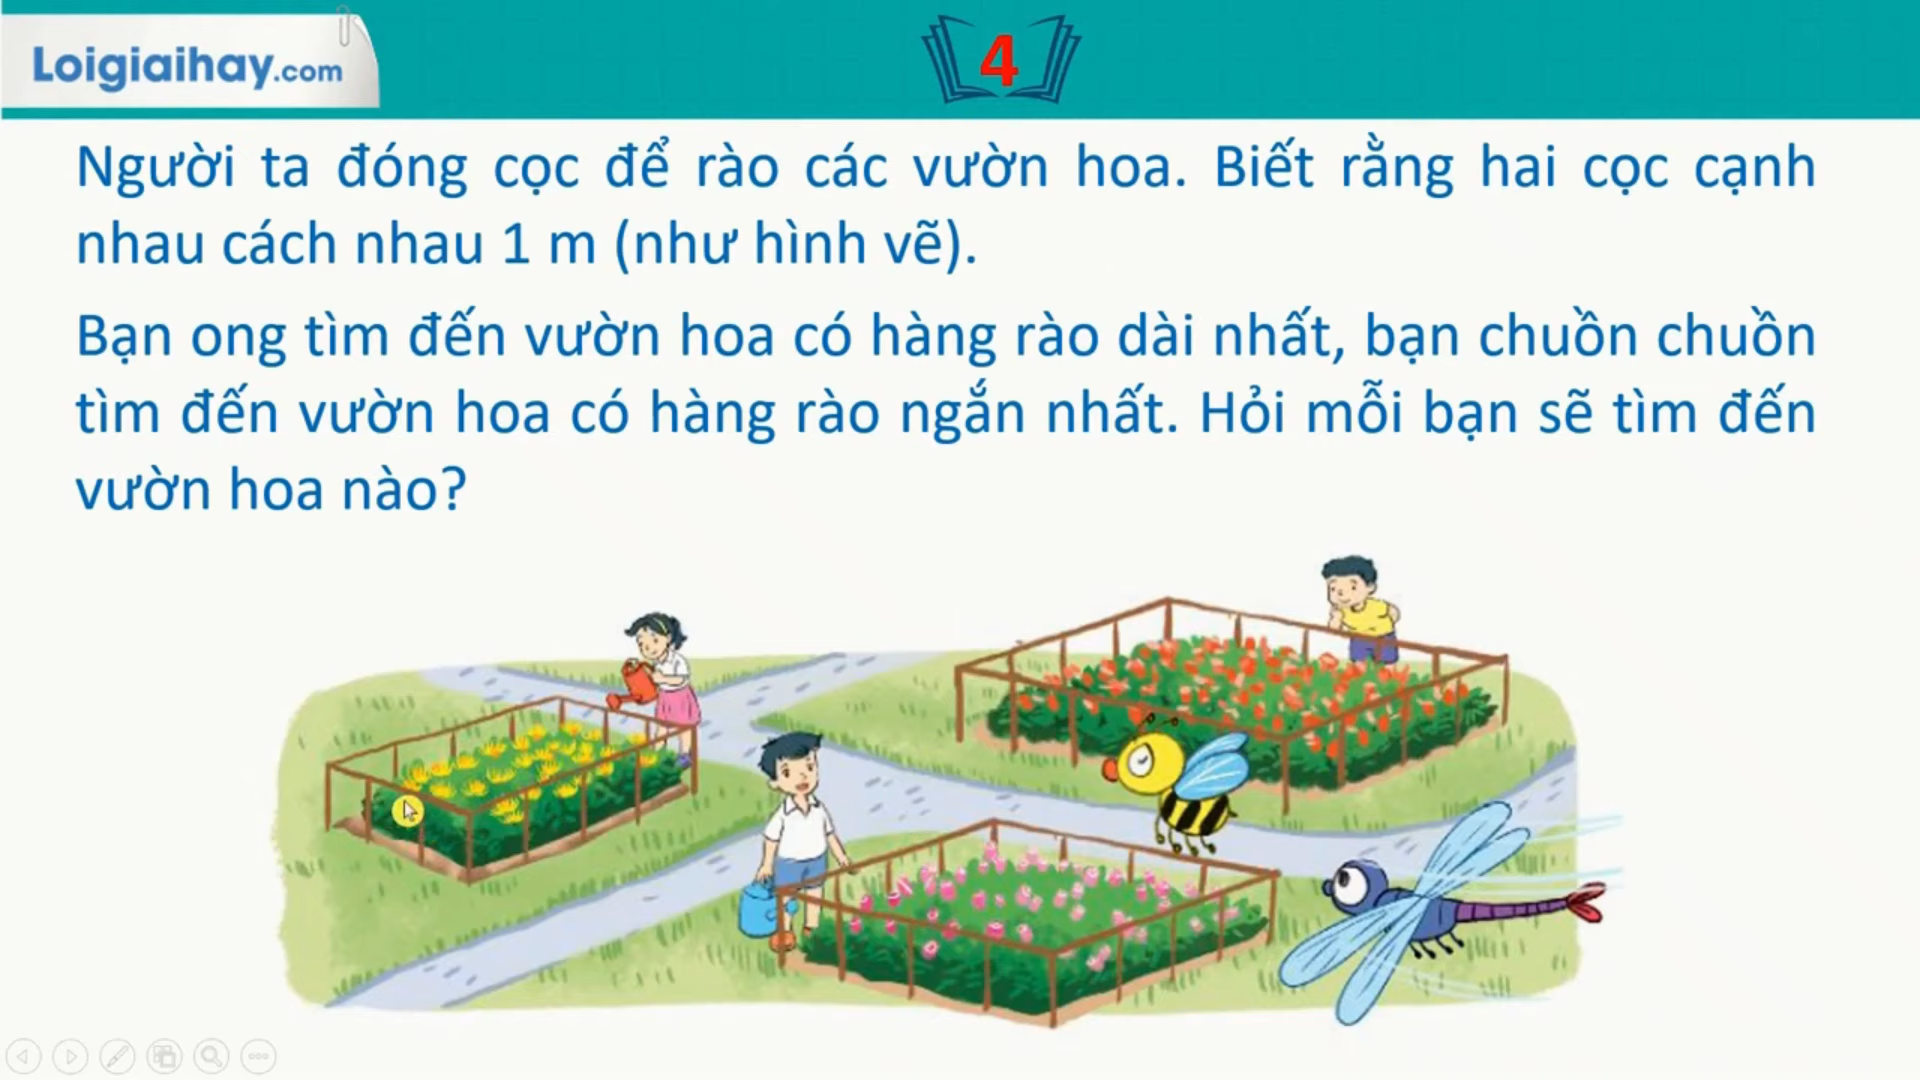 Loigiaihay.com
4
Người ta đóng cọc để rào các vườn hoa. Biết rằng hai cọc cạnh
nhau cách nhau 1 m (như hình vẽ).
Bạn ong tìm đến vườn hoa có hàng rào dài nhất, bạn chuồn chuồn
tìm đến vườn hoa có hàng rào ngắn nhất. Hỏi mỗi bạn sẽ tìm đến
vườn hoa nào?